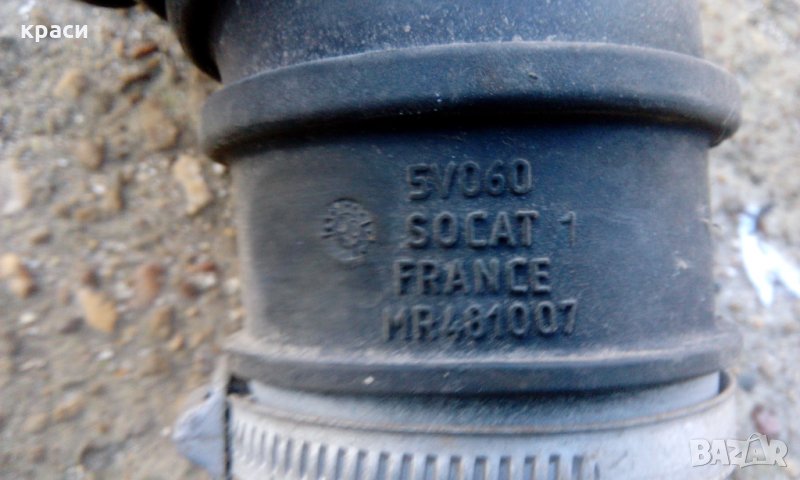 краси
5V060
SOCAT 1
FRANCE
MR481007
BAZAR